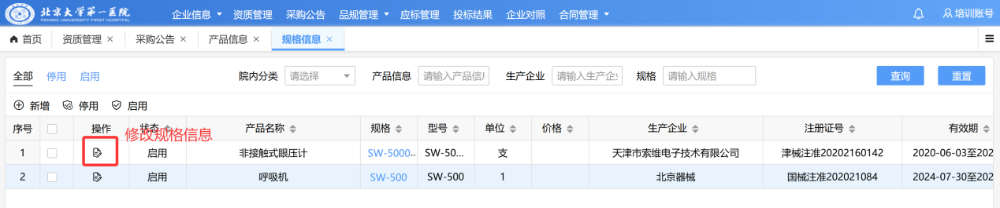 北京大学第一医院
PEKING UNIVERSITY FIRST HOSPITAL
企业信息 资质管理 采购公告 品规管理 应标管理 投标结果 企业对照 合同管理 培训账号
首页 资质管理 × 采购公告 × 产品信息 × 规格信息 ×
全部 停用 启用 院内分类 请选择 产品信息 请输入产品信息 生产企业 请输入生产企业 规格 请输入规格 查询 重置
新增 停用 启用
序号 操作 状态 产品名称 规格 型号 单位 价格 生产企业 注册证号 有效期
修改规格信息
1 启用 非接触式眼压计 SW-5000... SW-50... 支 天津市索维电子技术有限公司 津械注准20202160142 2020-06-03至202
2 启用 呼吸机 SW-500 SW-500 1 北京器械 国械注准202021084 2024-07-30至202